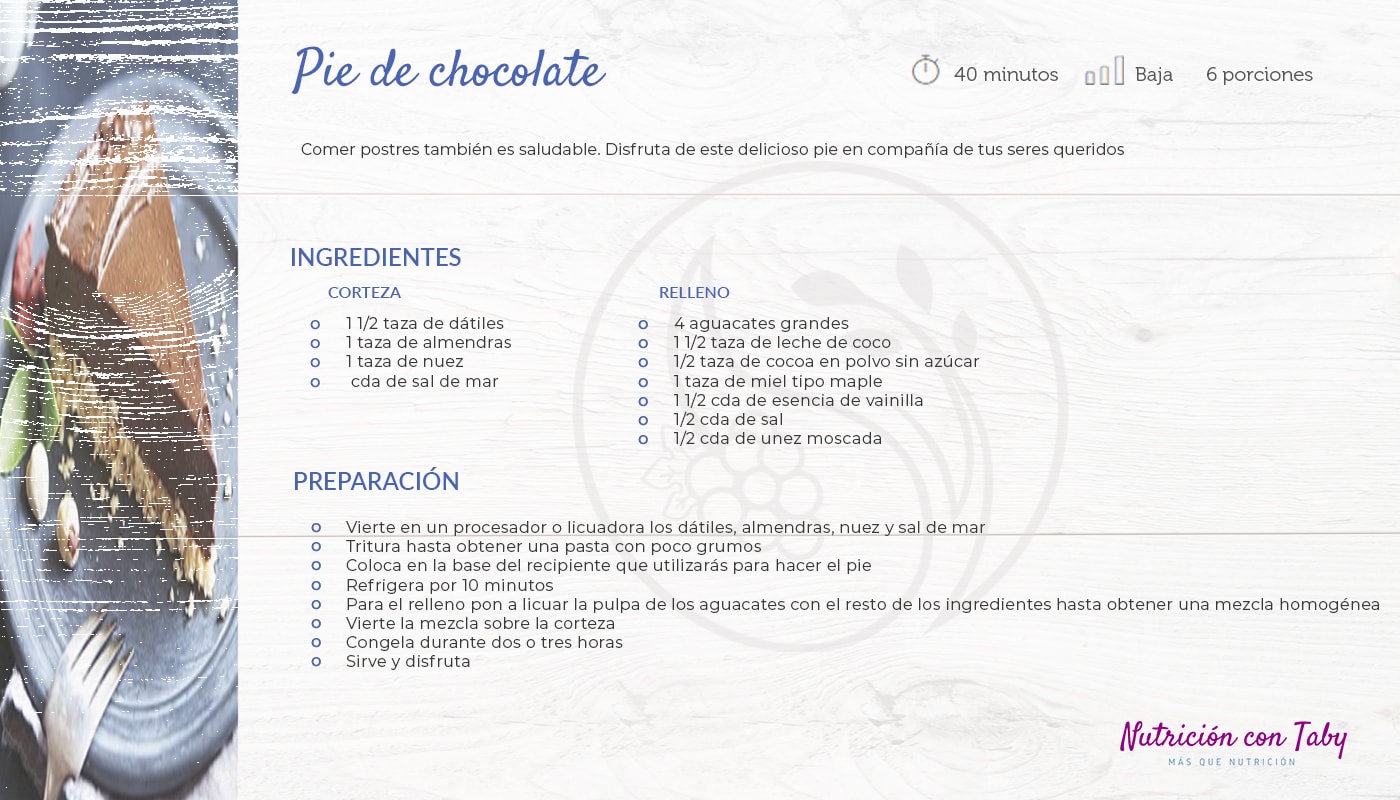 Pie de chocolate
40 minutos Baja 6 porciones
Comer postres también es saludable. Disfruta de este delicioso pie en compañía de tus seres queridos
INGREDIENTES
CORTEZA
o 1 1/2 taza de dátiles
o 1 taza de almendras
o 1 taza de nuez
o cda de sal de mar
RELLENO
o 4 aguacates grandes
o 1 1/2 taza de leche de coco
o 1/2 taza de cocoa en polvo sin azúcar
o 1 taza de miel tipo maple
o 1 1/2 cda de esencia de vainilla
o 1/2 cda de sal
o 1/2 cda de unez moscada
PREPARACIÓN
o Vierte en un procesador o licuadora los dátiles, almendras, nuez y sal de mar
o Tritura hasta obtener una pasta con poco grumos
o Coloca en la base del recipiente que utilizarás para hacer el pie
o Refrigera por 10 minutos
o Para el relleno pon a licuar la pulpa de los aguacates con el resto de los ingredientes hasta obtener una mezcla homogénea
o Vierte la mezcla sobre la corteza
o Congela durante dos o tres horas
o Sirve y disfruta
Nutrición con Taby
MÁS QUE NUTRICIÓN